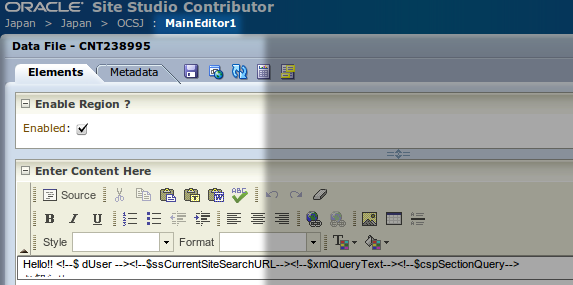 ORACLE Site Studio Contributor
Japan > Japan > OCSJ : MainEditor1
Data File - CNT238995
Elements Metadata
Enable Region ?
Enabled:
Enter Content Here
Source
ABC
B I U
Style Format
Hello!! <!--$ dUser --><!--$ssCurrentSiteSearchURL--><!--$xmlQueryText--><!--$cspSectionQuery-->